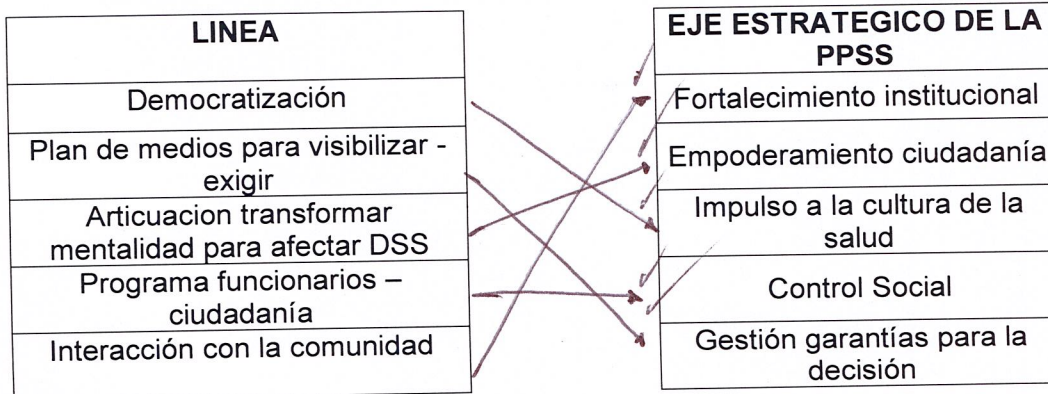 LINEA
Democratización
Plan de medios para visibilizar -
exigir
Articuacion transformar
mentalidad para afectar DSS
Programa funcionarios –
ciudadanía
Interacción con la comunidad
EJE ESTRATEGICO DE LA
PPSS
Fortalecimiento institucional
Empoderamiento ciudadanía
Impulso a la cultura de la
salud
Control Social
Gestión garantías para la
decisión